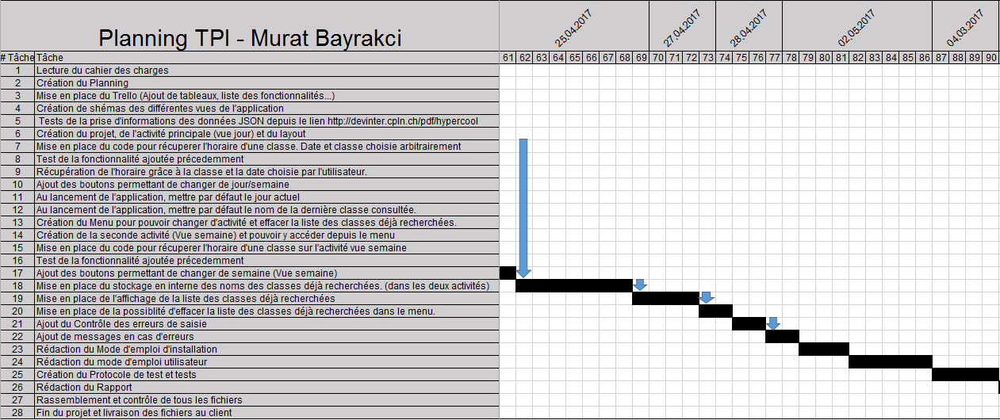 Planning TPI - Murat Bayrakci
25.04.2017 27.04.2017 28.04.2017 02.05.2017 04.03.2017
# Tâche Tâche 61 62 63 64 65 66 67 68 69 70 71 72 73 74 75 76 77 78 79 80 81 82 83 84 85 86 87 88 89 90
1 Lecture du cahier des charges
2 Création du Planning
3 Mise en place du Trello (Ajout de tableaux, liste des fonctionnalités...)
4 Création de shémas des différentes vues de l'application
5 Tests de la prise d'informations des données JSON depuis le lien http://devinter.cpln.ch/pdf/hypercool
6 Création du projet, de l'activité principale (vue jour) et du layout
7 Mise en place du code pour récuperer l'horaire d'une classe. Date et classe choisie arbitrairement
8 Test de la fonctionalité ajoutée précedemment
9 Récupération de l'horaire grâce à la classe et la date choisie par l'utilisateur.
10 Ajout des boutons permettant de changer de jour/semaine
11 Au lancement de l'application, mettre par défaut le jour actuel
12 Au lancement de l'application, mettre par défaut le nom de la dernière classe consultée.
13 Création du Menu pour pouvoir changer d'activité et effacer la liste des classes déjà recherchées.
14 Création de la seconde activité (Vue semaine) et pouvoir y accéder depuis le menu
15 Mise en place du code pour récuperer l'horaire d'une classe sur l'activité vue semaine
16 Test de la fonctionalité ajoutée précedemment
17 Ajout des boutons permettant de changer de semaine (Vue semaine)
18 Mise en place du stockage en interne des noms des classes déjà recherchées. (dans les deux activités)
19 Mise en place de l'affichage de la liste des classes déjà recherchées
20 Mise en place de la possiblité d'effacer la liste des classes déjà recherchées dans le menu.
21 Ajout du Contrôle des erreurs de saisie
22 Ajout de messages en cas d'erreurs
23 Rédaction du Mode d'emploi d'installation
24 Rédaction du mode d'emploi utilisateur
25 Création du Protocole de test et tests
26 Rédaction du Rapport
27 Rassemblement et contrôle de tous les fichiers
28 Fin du projet et livraison des fichiers au client